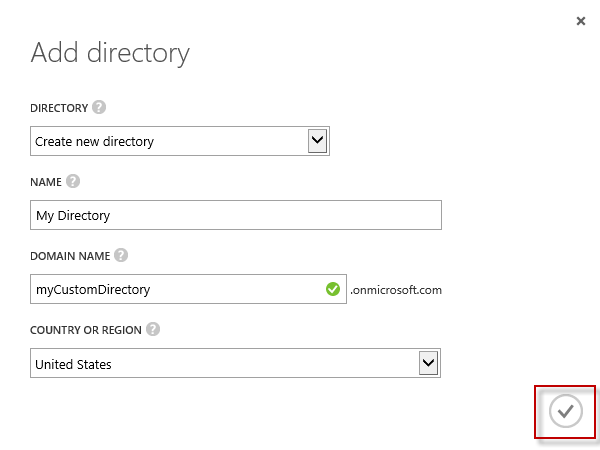 Add directory
DIRECTORY ?
Create new directory
NAME ?
My Directory
DOMAIN NAME ?
myCustomDirectory .onmicrosoft.com
COUNTRY OR REGION ?
United States